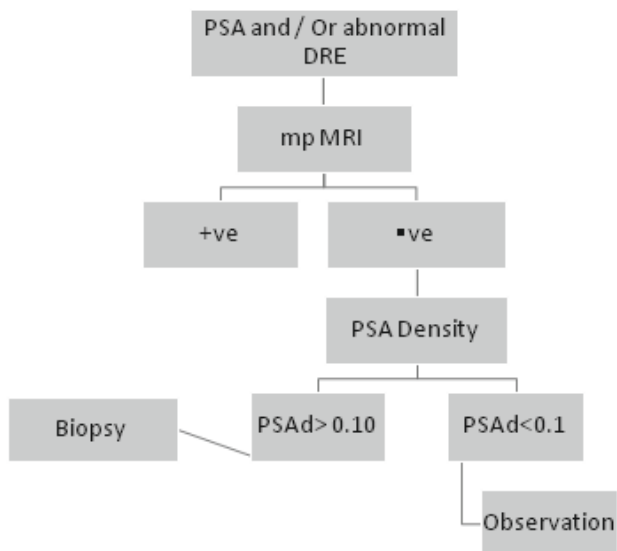 PSA and / Or abnormal
DRE
mp MRI
+ve
▪ve
PSA Density
Biopsy
PSAd> 0.10
PSAd<0.1
Observation